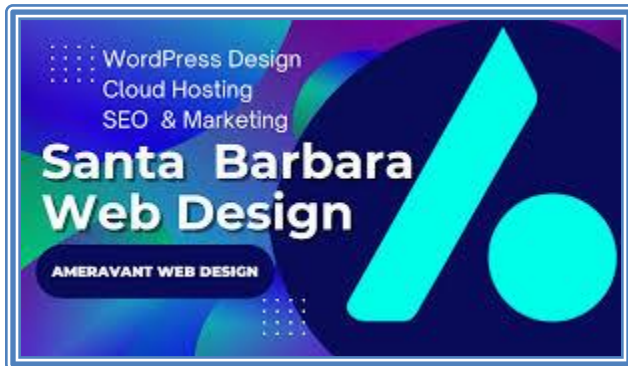 WordPress Design
Cloud Hosting
SEO & Marketing
Santa Barbara
Web Design
AMERAVANT WEB DESIGN